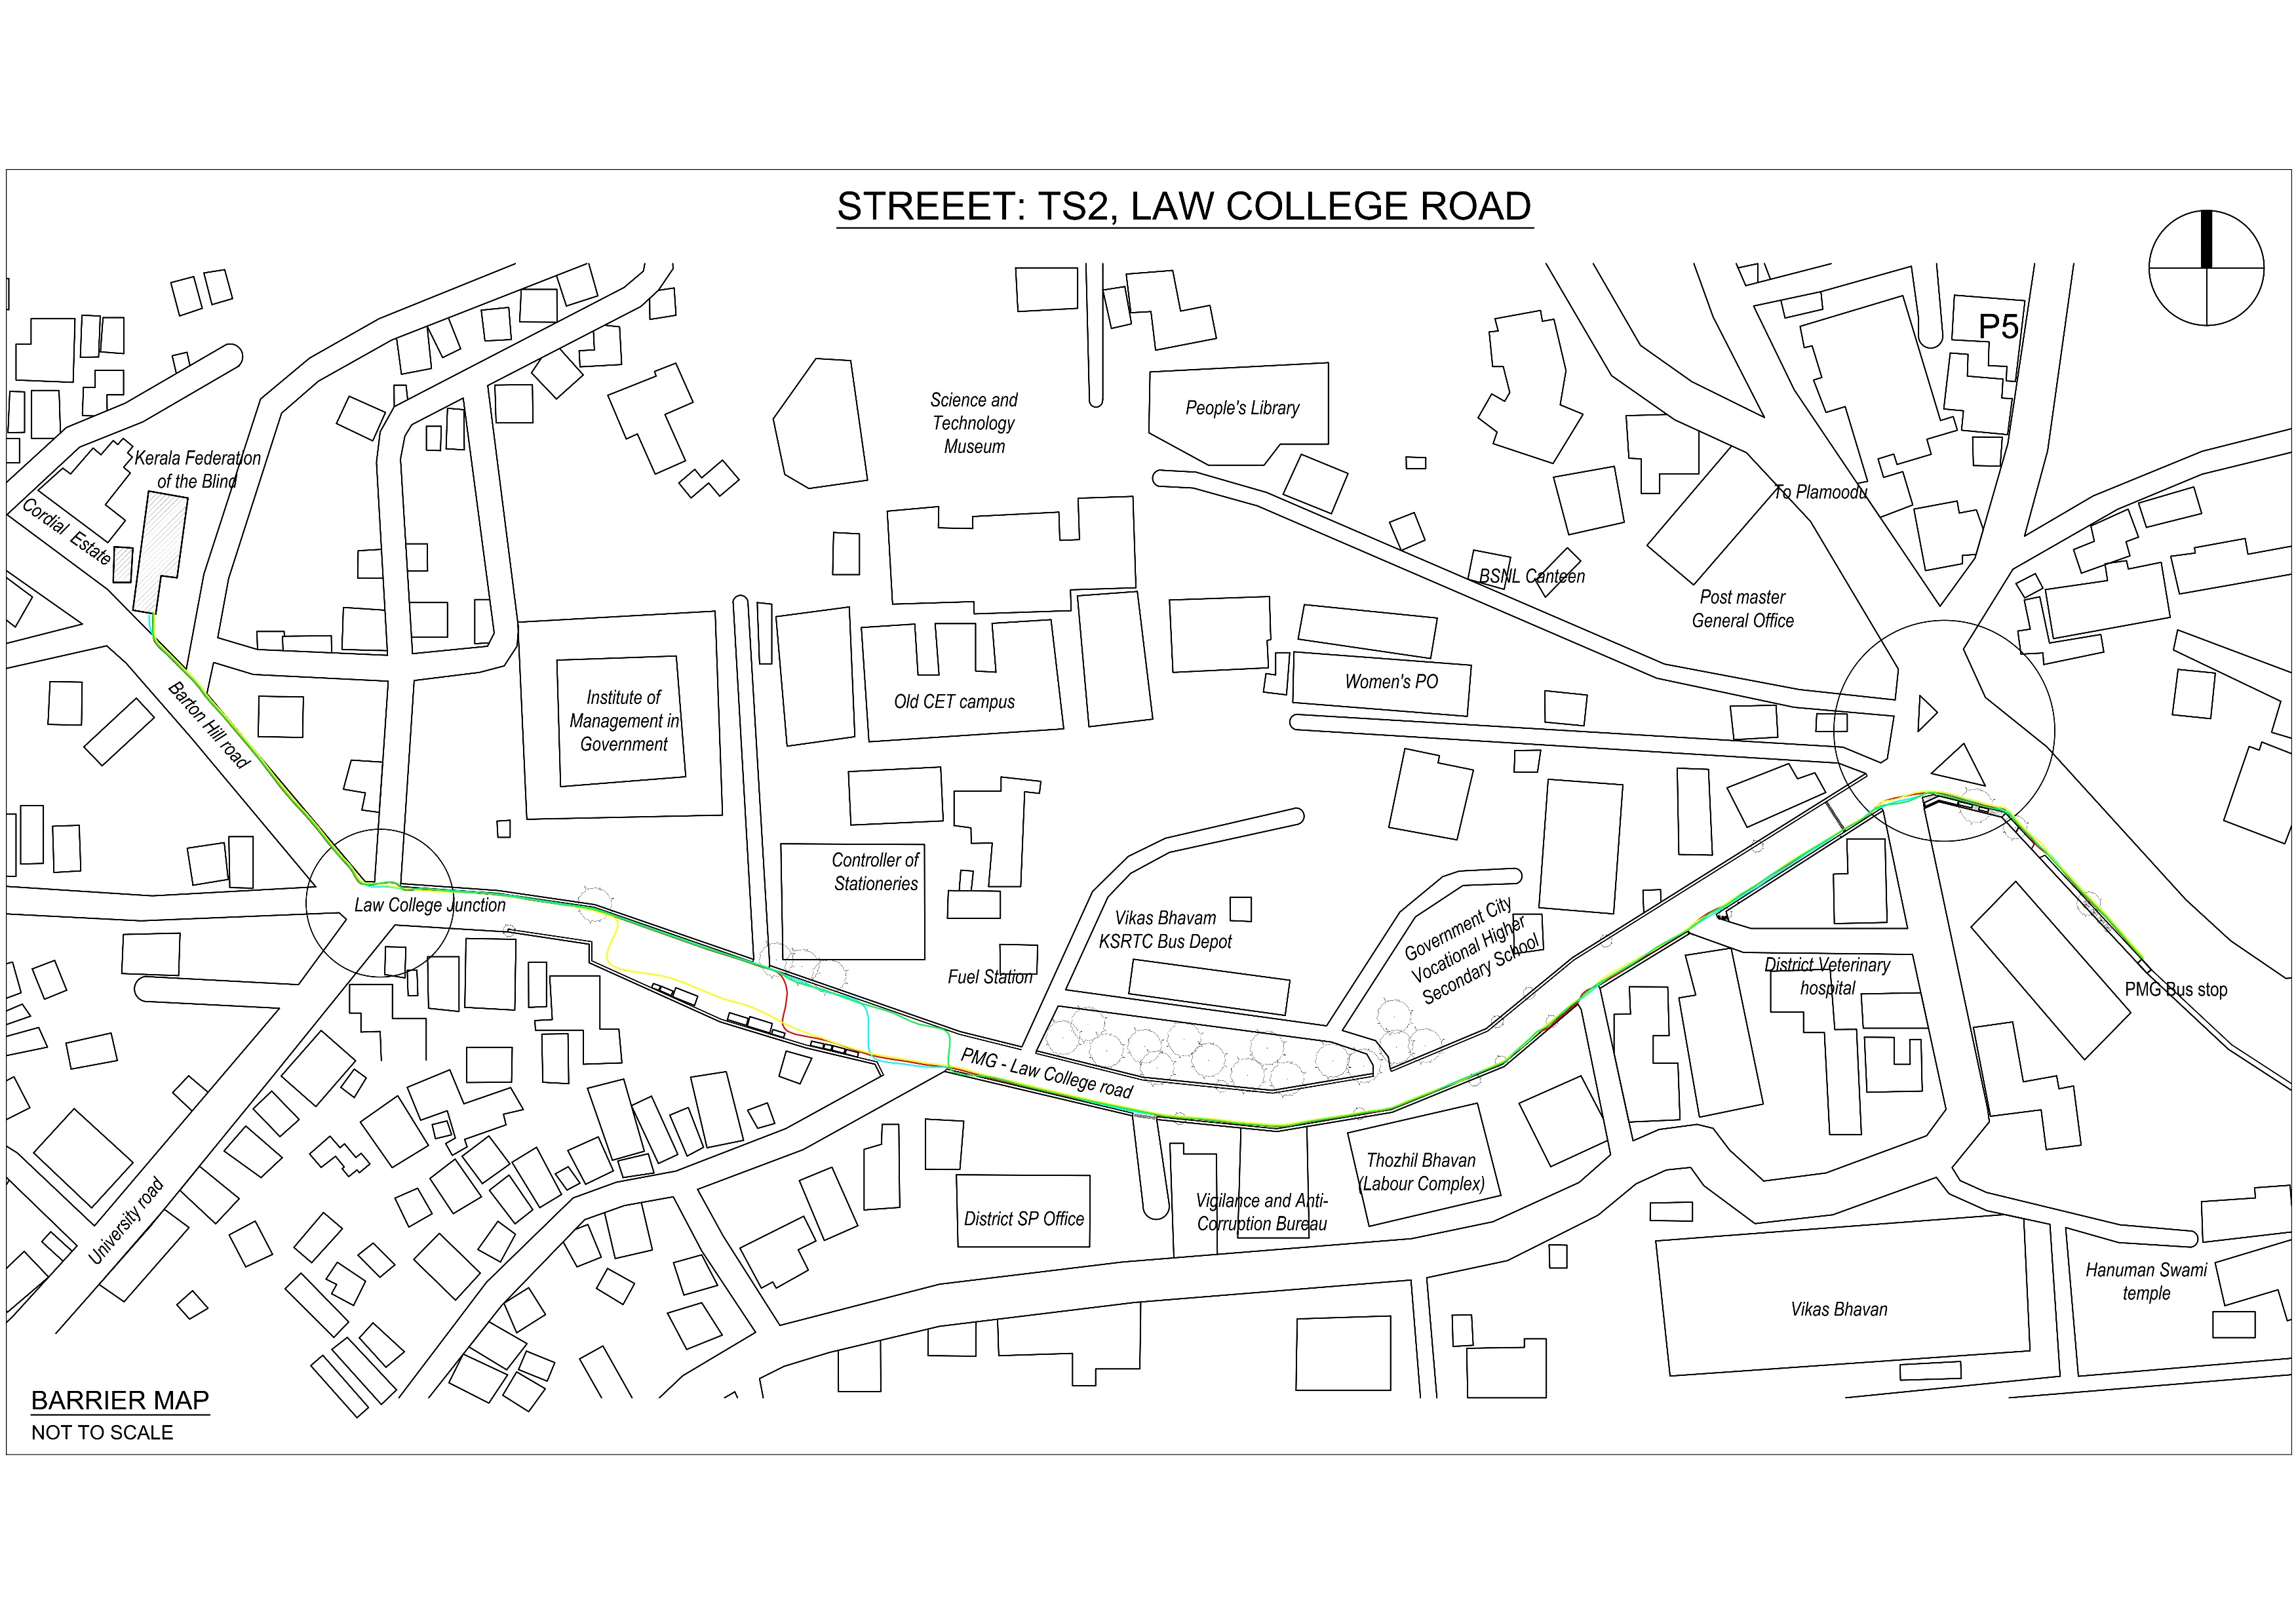 STREEET: TS2, LAW COLLEGE ROAD
P5
Science and
Technology
Museum
People's Library
Kerala Federation
of the Blind
Cordial Estate
To Plamoodu
BSNL Canteen
Post master
General Office
Barton Hill road
Institute of
Management in
Government
Old CET campus
Women's PO
Controller of
Stationeries
Law College Junction
Vikas Bhavam
KSRTC Bus Depot
Government City
Vocational Higher
Secondary School
Fuel Station
District Veterinary
hospital
PMG Bus stop
PMG - Law College road
Thozhil Bhavan
(Labour Complex)
District SP Office
Vigilance and Anti-
Corruption Bureau
University road
Vikas Bhavan
Hanuman Swami
temple
BARRIER MAP
NOT TO SCALE